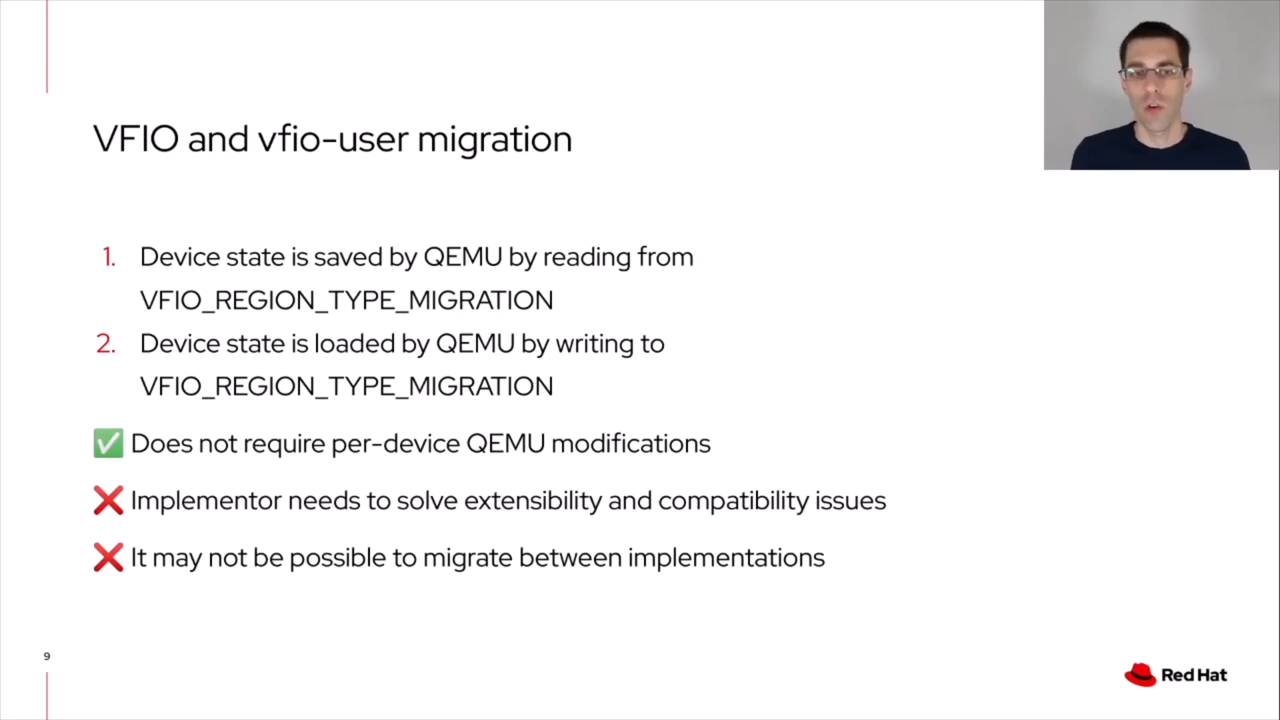 VFIO and vfio-user migration
1. Device state is saved by QEMU by reading from
VFIO_REGION_TYPE_MIGRATION
2. Device state is loaded by QEMU by writing to
VFIO_REGION_TYPE_MIGRATION
✅ Does not require per-device QEMU modifications
❌ Implementor needs to solve extensibility and compatibility issues
❌ It may not be possible to migrate between implementations
9
Red Hat